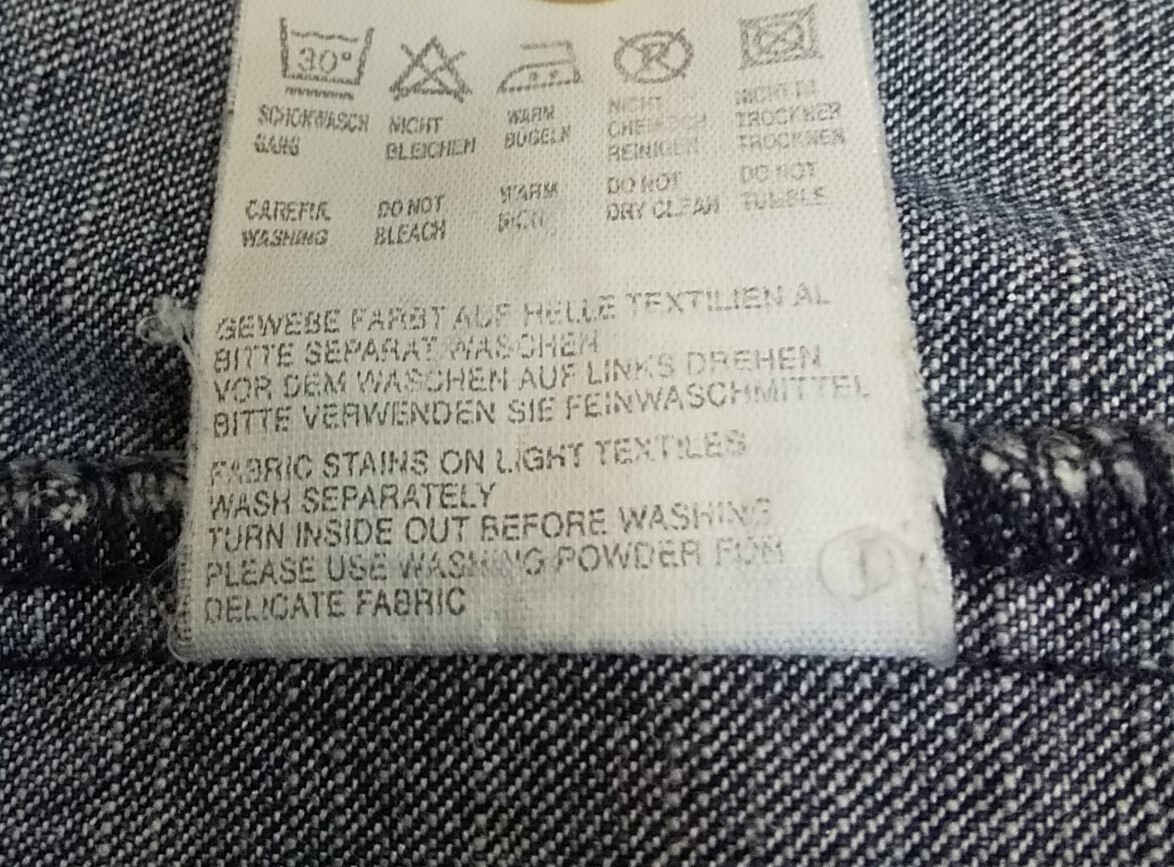 30°
SCHONWASCH
GANG
NICHT
BLEICHEN
WARM
BÜGELN
NICHT
CHEMISCH
REINIGEN
NICHT IM
TROCKNER
TROCKNEN
CAREFUL
WASHING
DO NOT
BLEACH
WARM
DO NOT
DRY CLEAN
DO NOT
TUMBLE
GEWEBE FÄRBT AUF HELLE TEXTILIEN AB
BITTE SEPARAT WASCHEN
VOR DEM WASCHEN AUF LINKS DREHEN
BITTE VERWENDEN SIE FEINWASCHMITTEL
FABRIC STAINS ON LIGHT TEXTILES
WASH SEPARATELY
TURN INSIDE OUT BEFORE WASHING
PLEASE USE WASHING POWDER FOR
DELICATE FABRIC